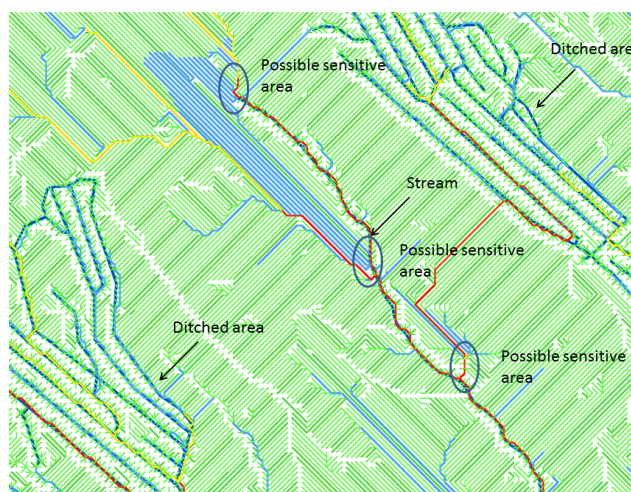 Possible sensitive
area
Ditched area
Stream
Possible sensitive
area
Ditched area
Possible sensitive
area